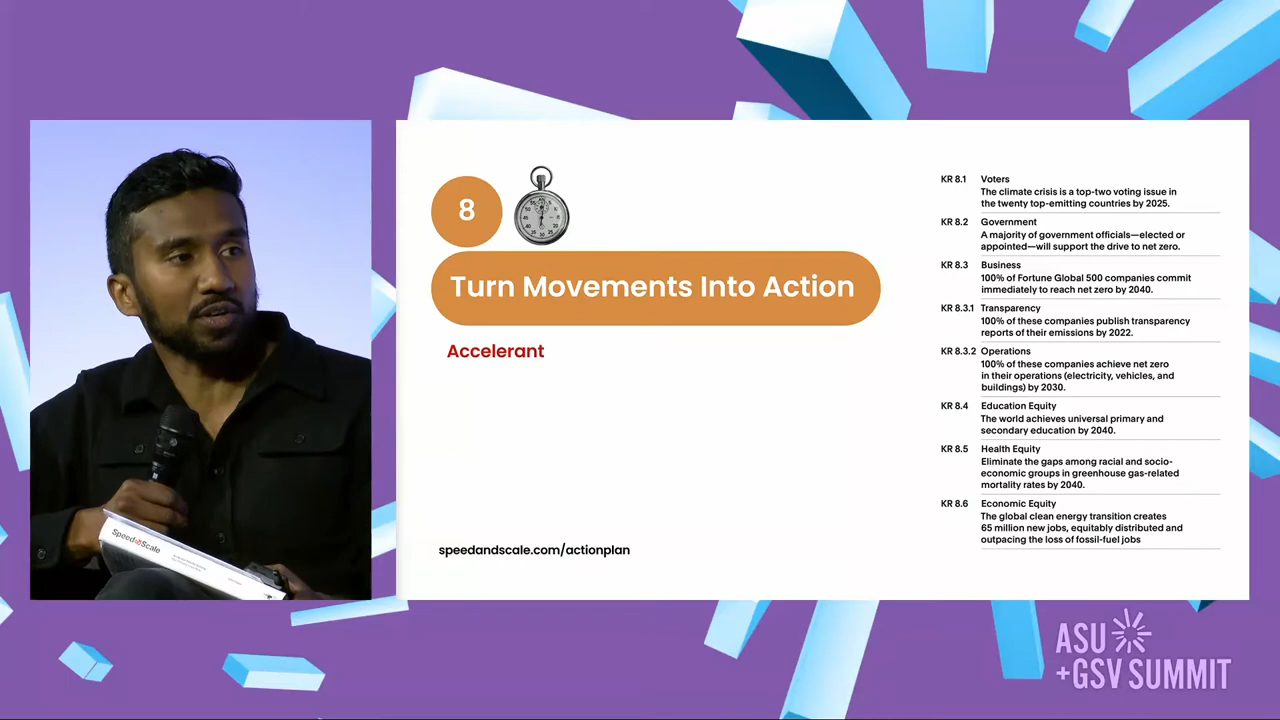 8
Turn Movements Into Action
Accelerant
speedandscale.com/actionplan
KR 8.1 Voters
The climate crisis is a top-two voting issue in
the twenty top-emitting countries by 2025.
KR 8.2 Government
A majority of government officials—elected or
appointed—will support the drive to net zero.
KR 8.3 Business
100% of Fortune Global 500 companies commit
immediately to reach net zero by 2040.
KR 8.3.1 Transparency
100% of these companies publish transparency
reports of their emissions by 2022.
KR 8.3.2 Operations
100% of these companies achieve net zero
in their operations (electricity, vehicles, and
buildings) by 2030.
KR 8.4 Education Equity
The world achieves universal primary and
secondary education by 2040.
KR 8.5 Health Equity
Eliminate the gaps among racial and socio-
economic groups in greenhouse gas-related
mortality rates by 2040.
KR 8.6 Economic Equity
The global clean energy transition creates
65 million new jobs, equitably distributed and
outpacing the loss of fossil-fuel jobs
Speed & Scale
ASU
+GSV SUMMIT